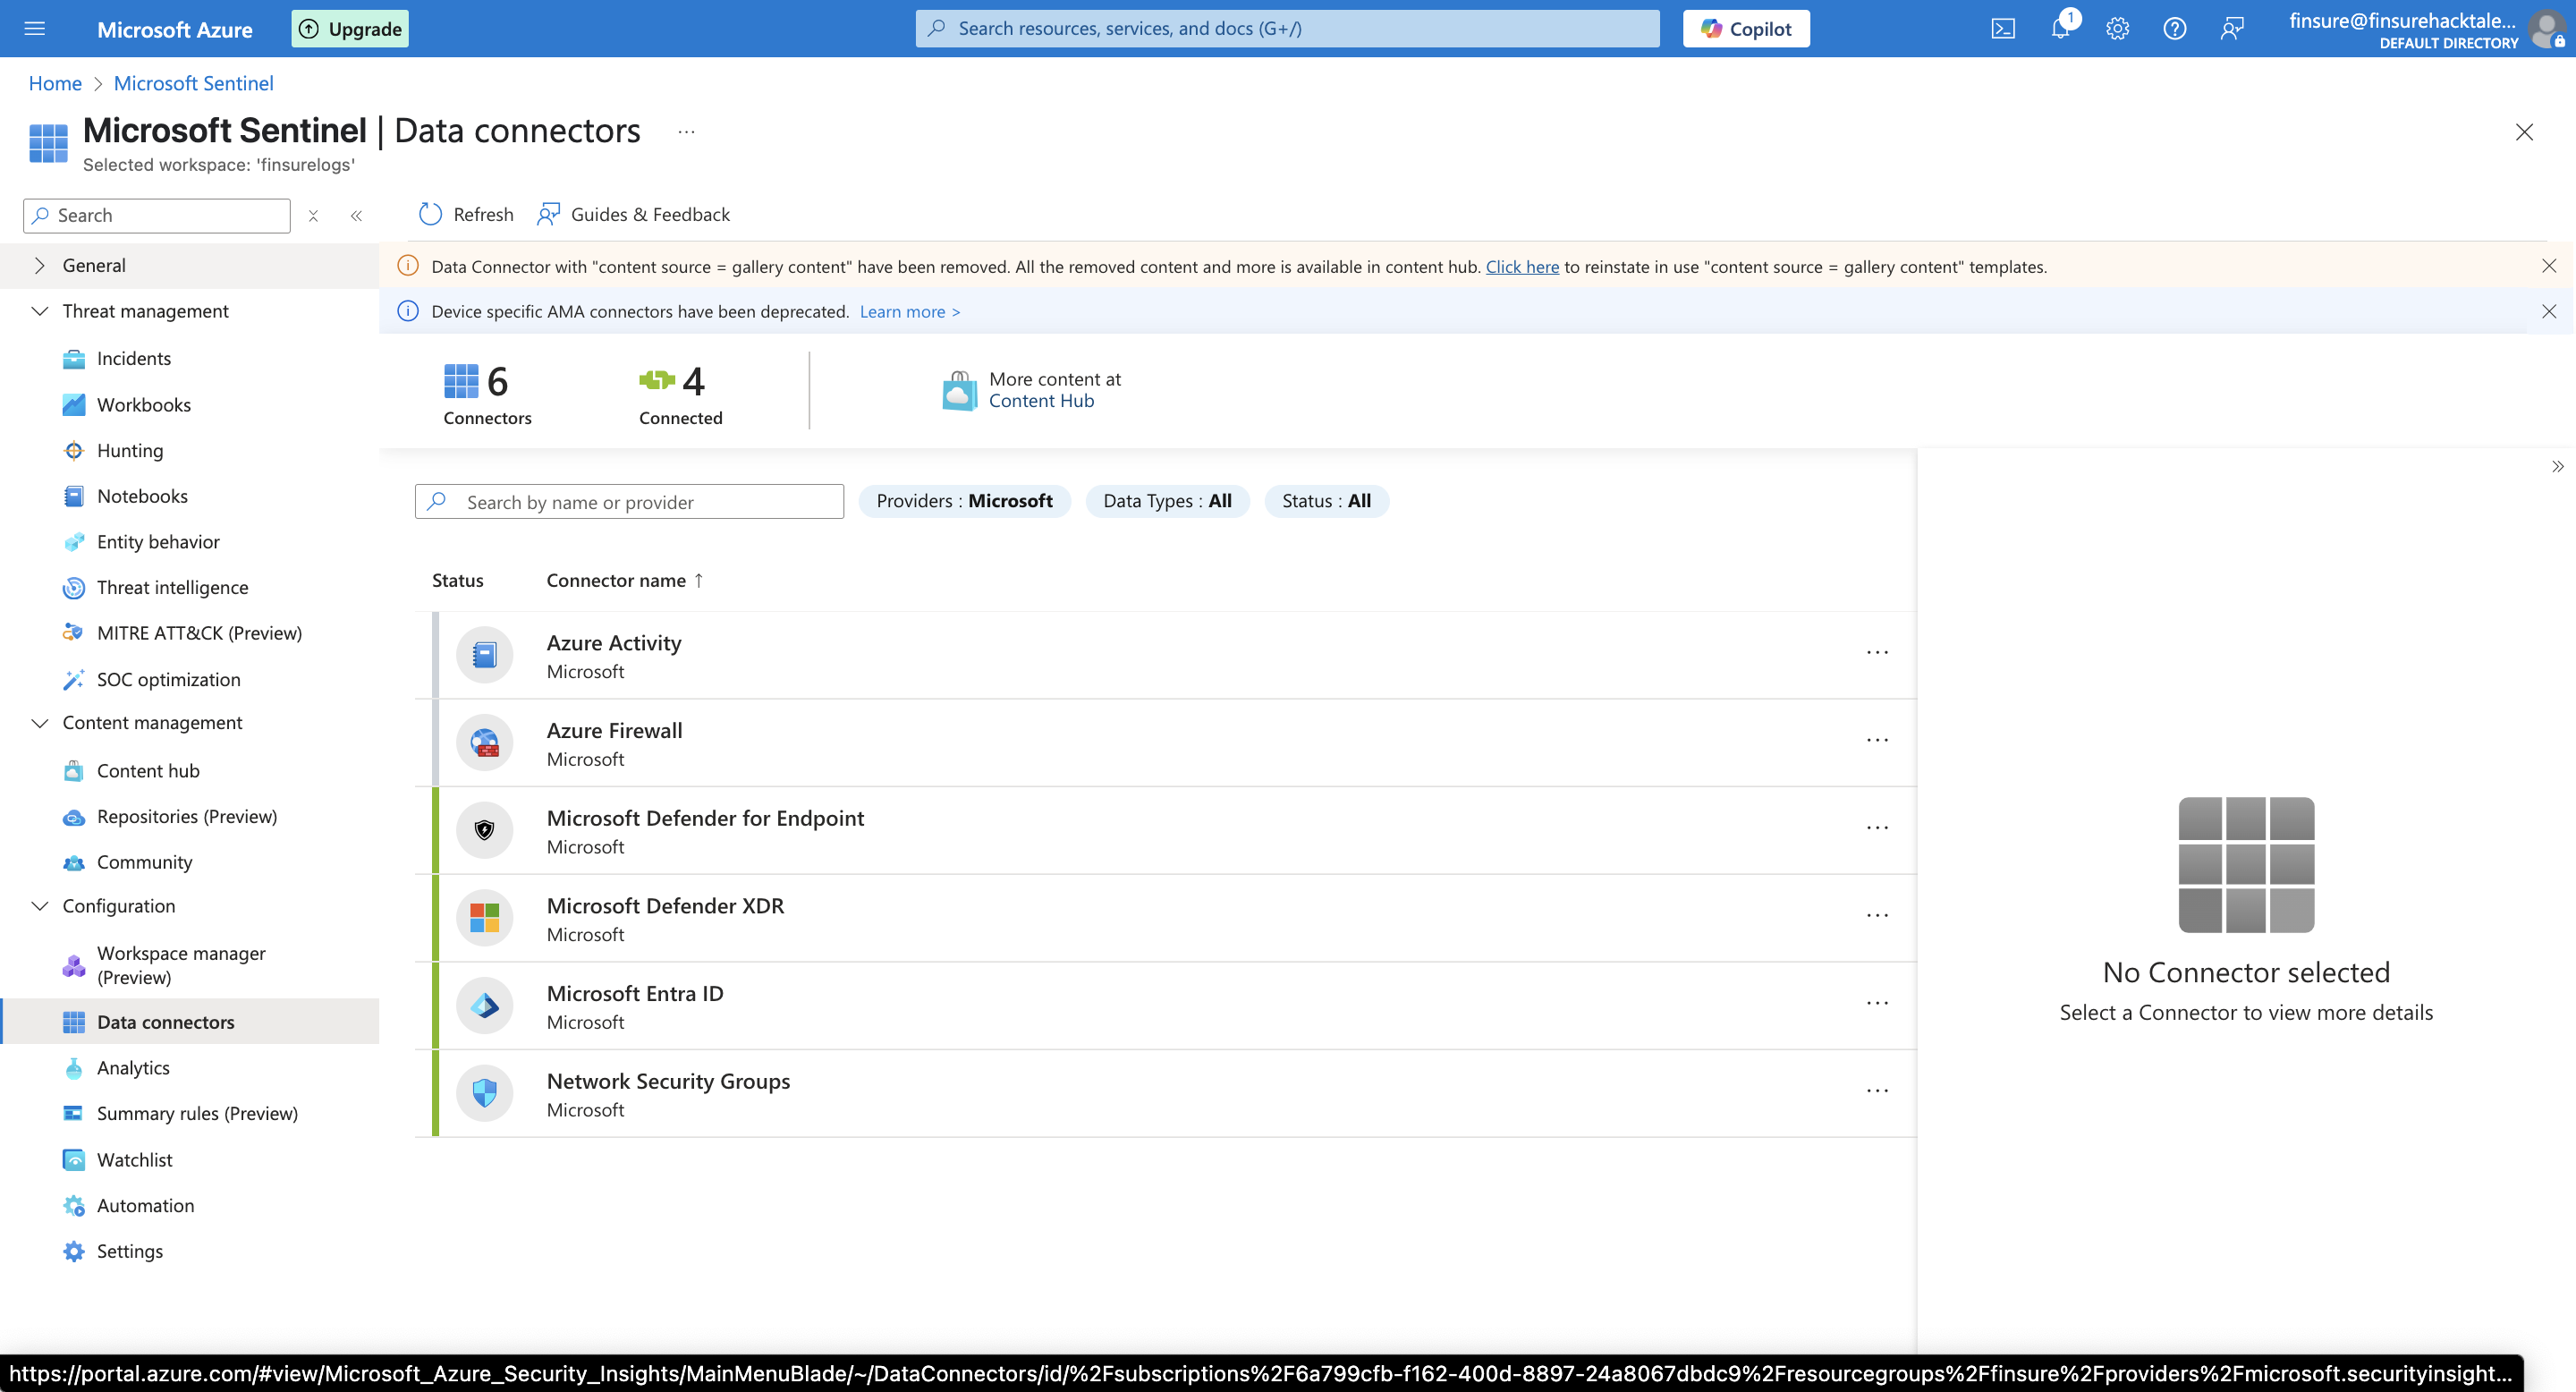 Microsoft Azure
Upgrade
Search resources, services, and docs (G+/)
Copilot
1
finsure@finsurehacktale...
DEFAULT DIRECTORY
Home > Microsoft Sentinel
Microsoft Sentinel | Data connectors
...
Selected workspace: 'finsurelogs'
Search
Refresh
Guides & Feedback
Data Connector with "content source = gallery content" have been removed. All the removed content and more is available in content hub. Click here to reinstate in use "content source = gallery content" templates.
Device specific AMA connectors have been deprecated. Learn more >
General
Threat management
Incidents
Workbooks
Hunting
Notebooks
Entity behavior
Threat intelligence
MITRE ATT&CK (Preview)
SOC optimization
Content management
Content hub
Repositories (Preview)
Community
Configuration
Workspace manager
(Preview)
Data connectors
Analytics
Summary rules (Preview)
Watchlist
Automation
Settings
6
Connectors
4
Connected
More content at
Content Hub
Search by name or provider
Providers : Microsoft
Data Types : All
Status : All
Status
Connector name ↑
Azure Activity
Microsoft
Azure Firewall
Microsoft
Microsoft Defender for Endpoint
Microsoft
Microsoft Defender XDR
Microsoft
Microsoft Entra ID
Microsoft
Network Security Groups
Microsoft
No Connector selected
Select a Connector to view more details
https://portal.azure.com/#view/Microsoft_Azure_Security_Insights/MainMenuBlade/~/DataConnectors/id/%2Fsubscriptions%2F6a799cfb-f162-400d-8897-24a8067dbdc9%2Fresourcegroups%2Ffinsure%2Fproviders%2Fmicrosoft.securityinsight...